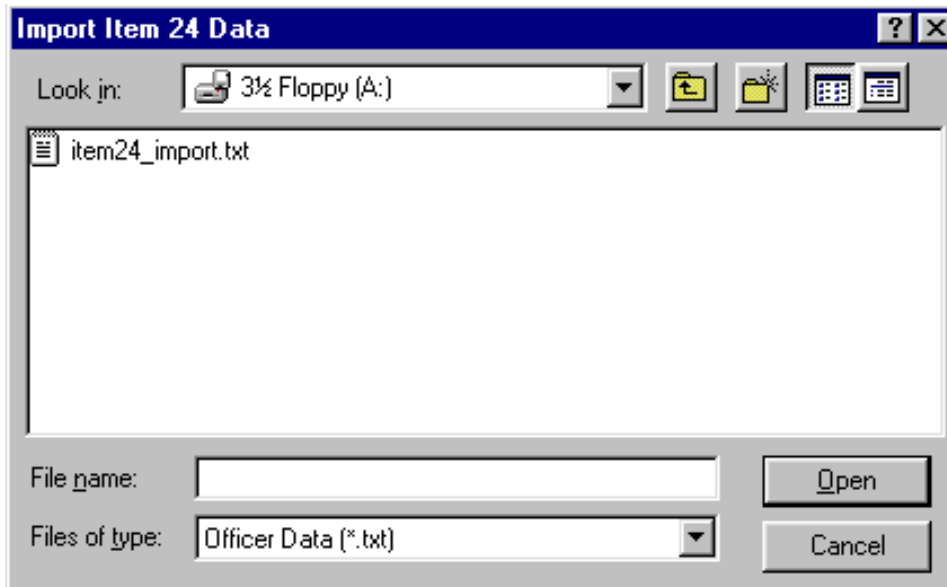 Import Item 24 Data
Look in: 3½ Floppy (A:)
item24_import.txt
File name: Open
Files of type: Officer Data (*.txt) Cancel